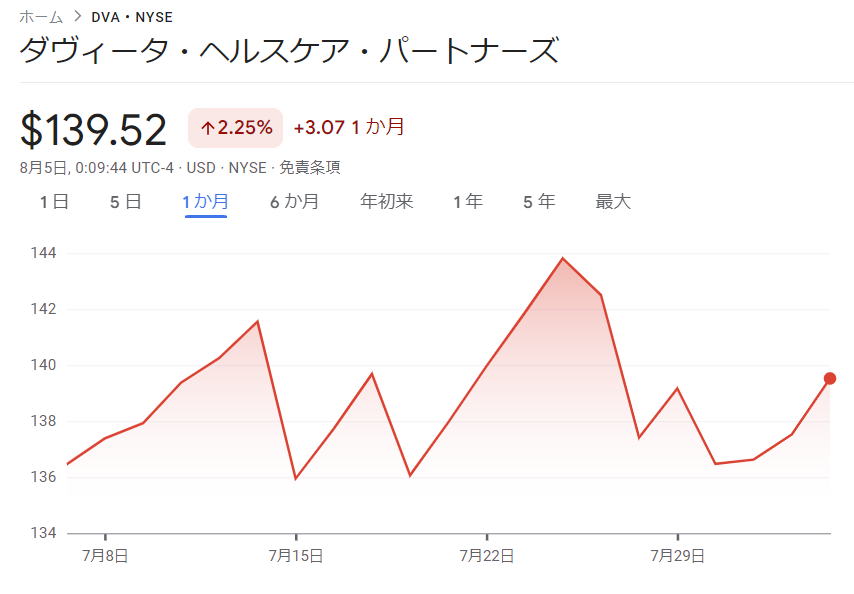 ホーム > DVA • NYSE
ダヴィータ・ヘルスケア・パートナーズ
$139.52 ↑2.25% +3.07 1 か月
8月5日, 0:09:44 UTC-4 · USD · NYSE · 免責条項
1 日 5 日 1 か月 6 か月 年初来 1 年 5 年 最大
144
142
140
138
136
134
7月8日 7月15日 7月22日 7月29日